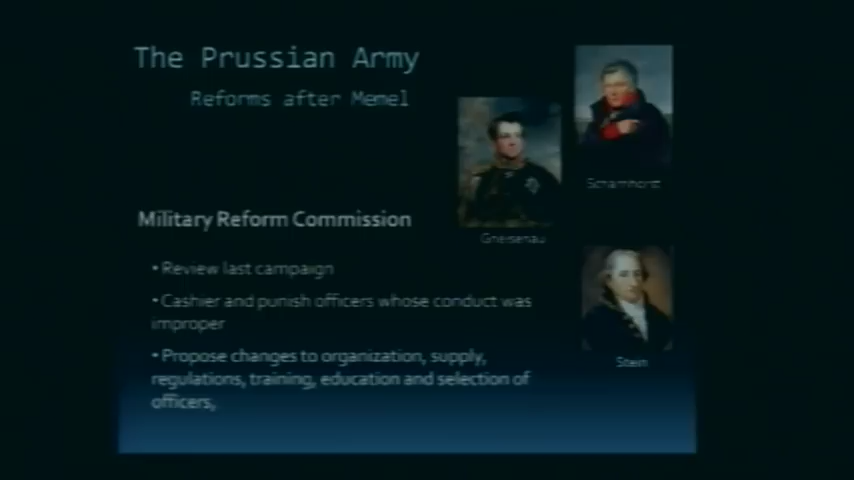 The Prussian Army
Reforms after Memel
Scharnhorst
Gneisenau
Military Reform Commission
• Review last campaign
• Cashier and punish officers whose conduct was
improper
Stein
• Propose changes to organization, supply,
regulations, training, education and selection of
officers,